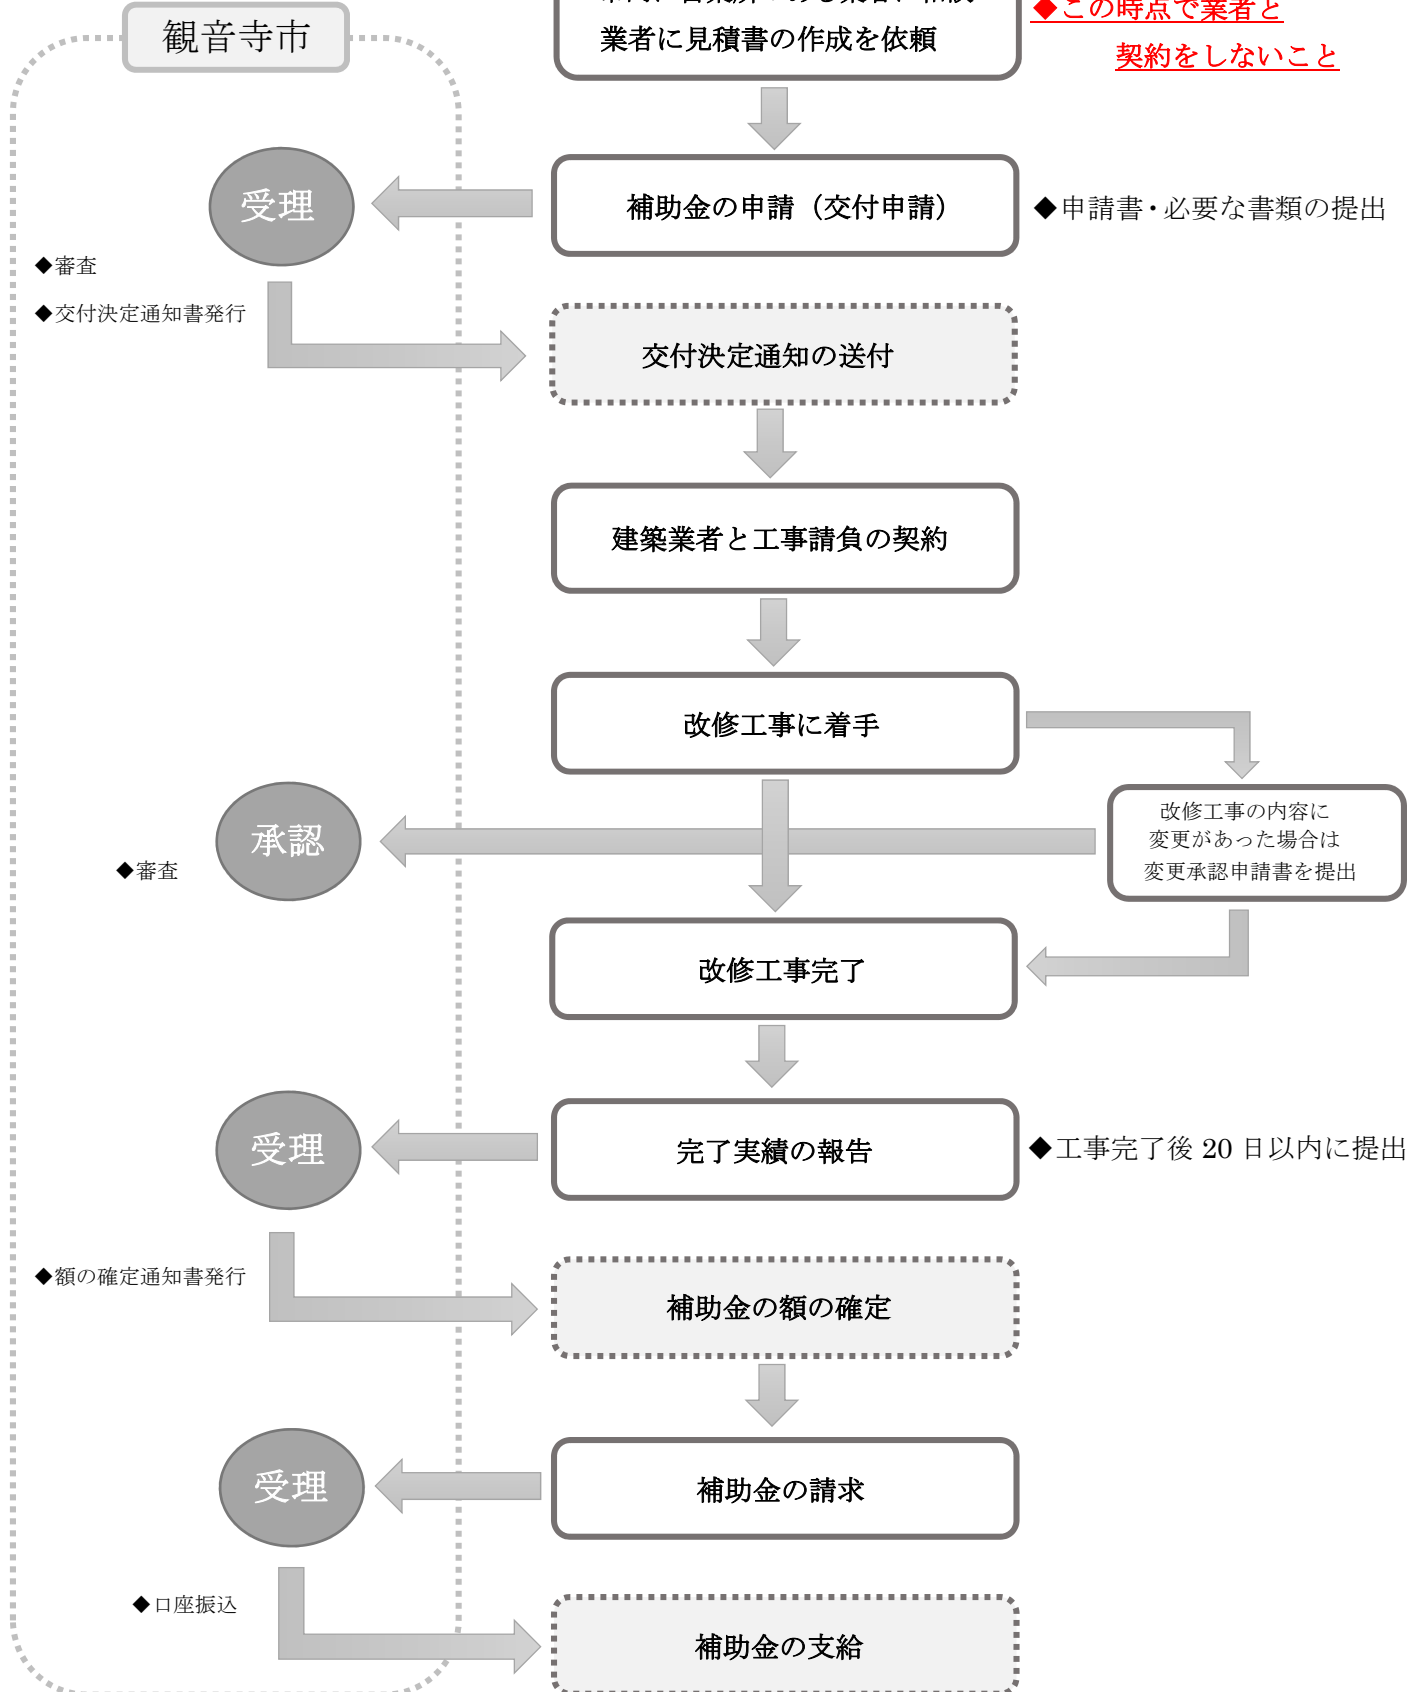 観音寺市
業者に見積書の作成を依頼
◆この時点で業者と
契約をしないこと
受理
補助金の申請（交付申請）
◆申請書・必要な書類の提出
◆審査
◆交付決定通知書発行
交付決定通知の送付
建築業者と工事請負の契約
改修工事に着手
改修工事の内容に
変更があった場合は
変更承認申請書を提出
承認
◆審査
改修工事完了
受理
完了実績の報告
◆工事完了後 20 日以内に提出
◆額の確定通知書発行
補助金の額の確定
受理
補助金の請求
◆口座振込
補助金の支給